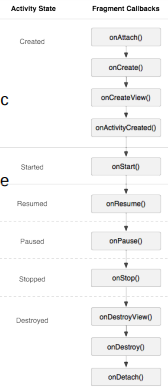 Activity State Fragment Callbacks
Created
onAttach()
onCreate()
c
onCreateView()
onActivityCreated()
Started
onStart()
e
Resumed
onResume()
Paused
onPause()
Stopped
onStop()
Destroyed
onDestroyView()
onDestroy()
onDetach()